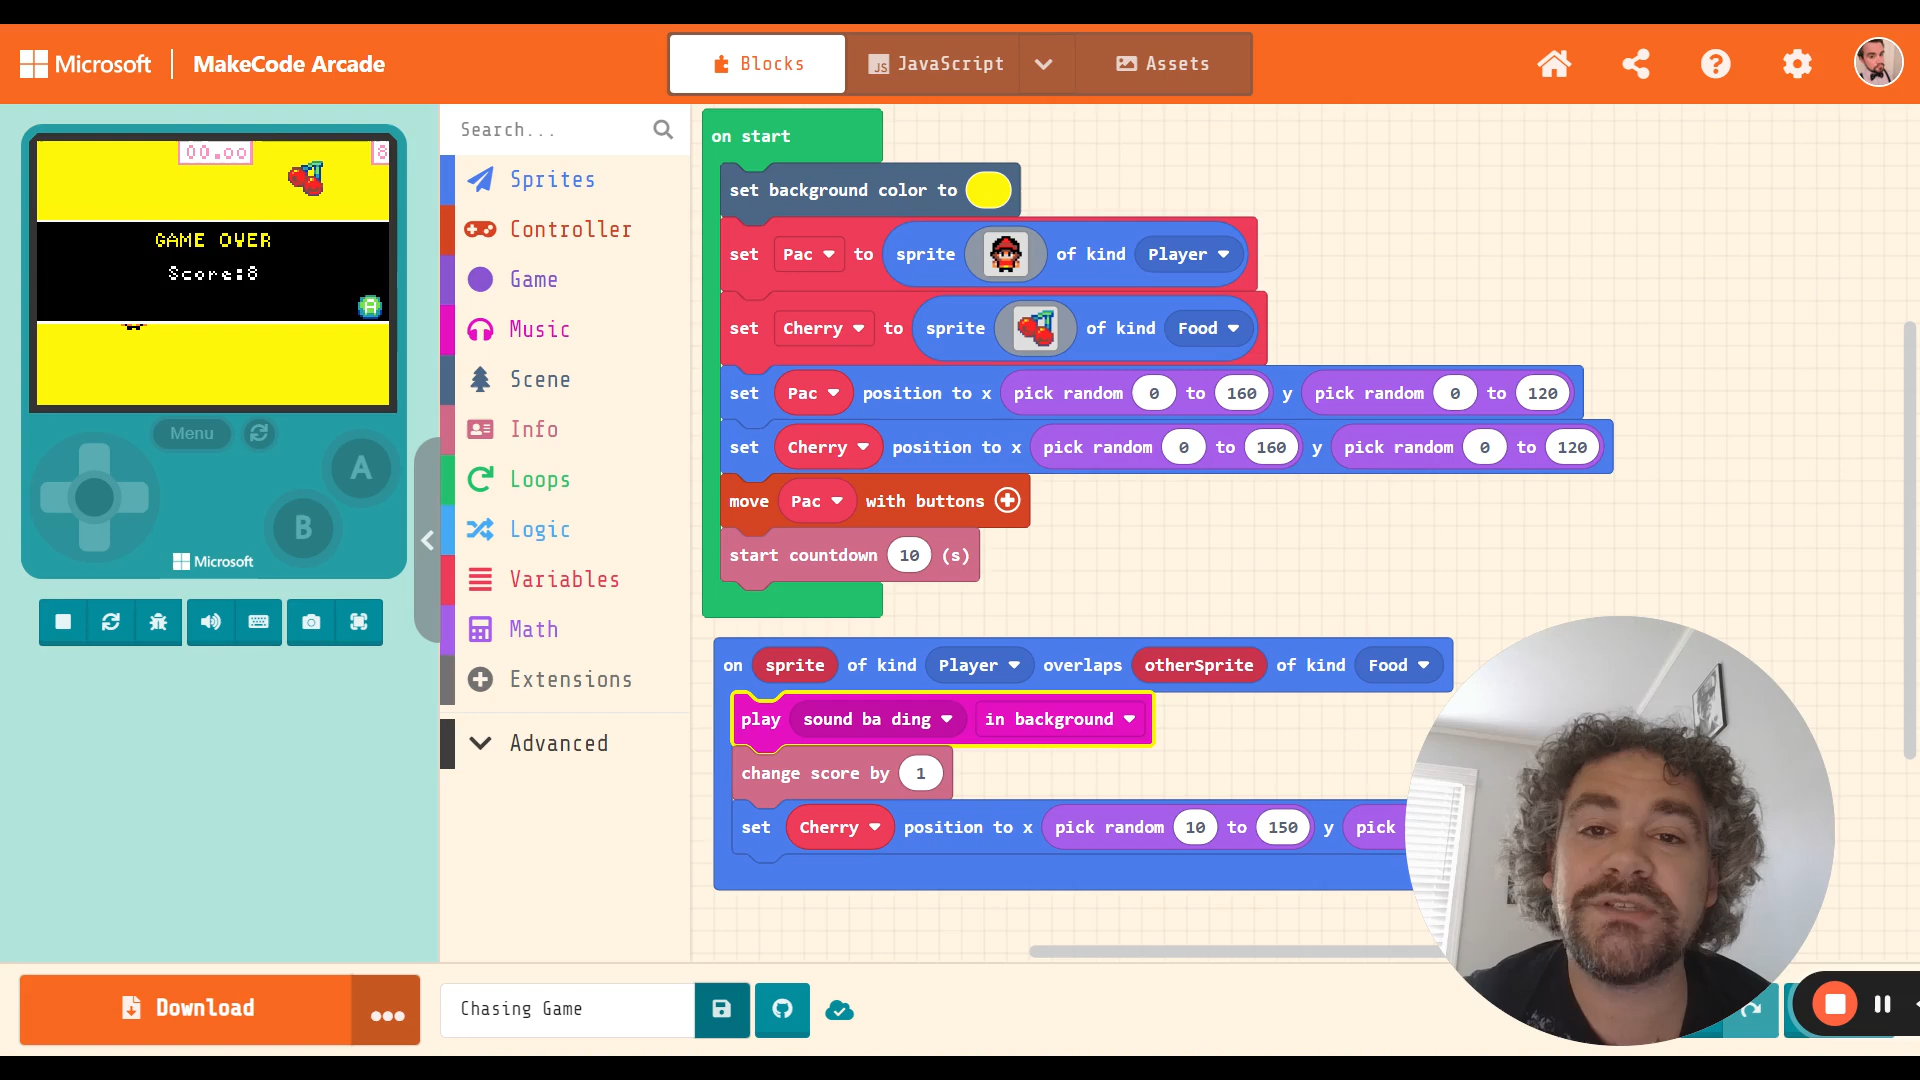 Microsoft MakeCode Arcade
Blocks JavaScript Assets
JS
00.oo 8
GAME OVER
Score:8
A
Menu
A
B
Microsoft
Search...
Sprites
Controller
Game
Music
Scene
Info
Loops
Logic
Variables
Math
Extensions
Advanced
on start
set background color to
set Pac to sprite of kind Player
set Cherry to sprite of kind Food
set Pac position to x pick random 0 to 160 y pick random 0 to 120
set Cherry position to x pick random 0 to 160 y pick random 0 to 120
move Pac with buttons
start countdown 10 (s)
on sprite of kind Player overlaps otherSprite of kind Food
play sound ba ding in background
change score by 1
set Cherry position to x pick random 10 to 150 y pick
Download
Chasing Game